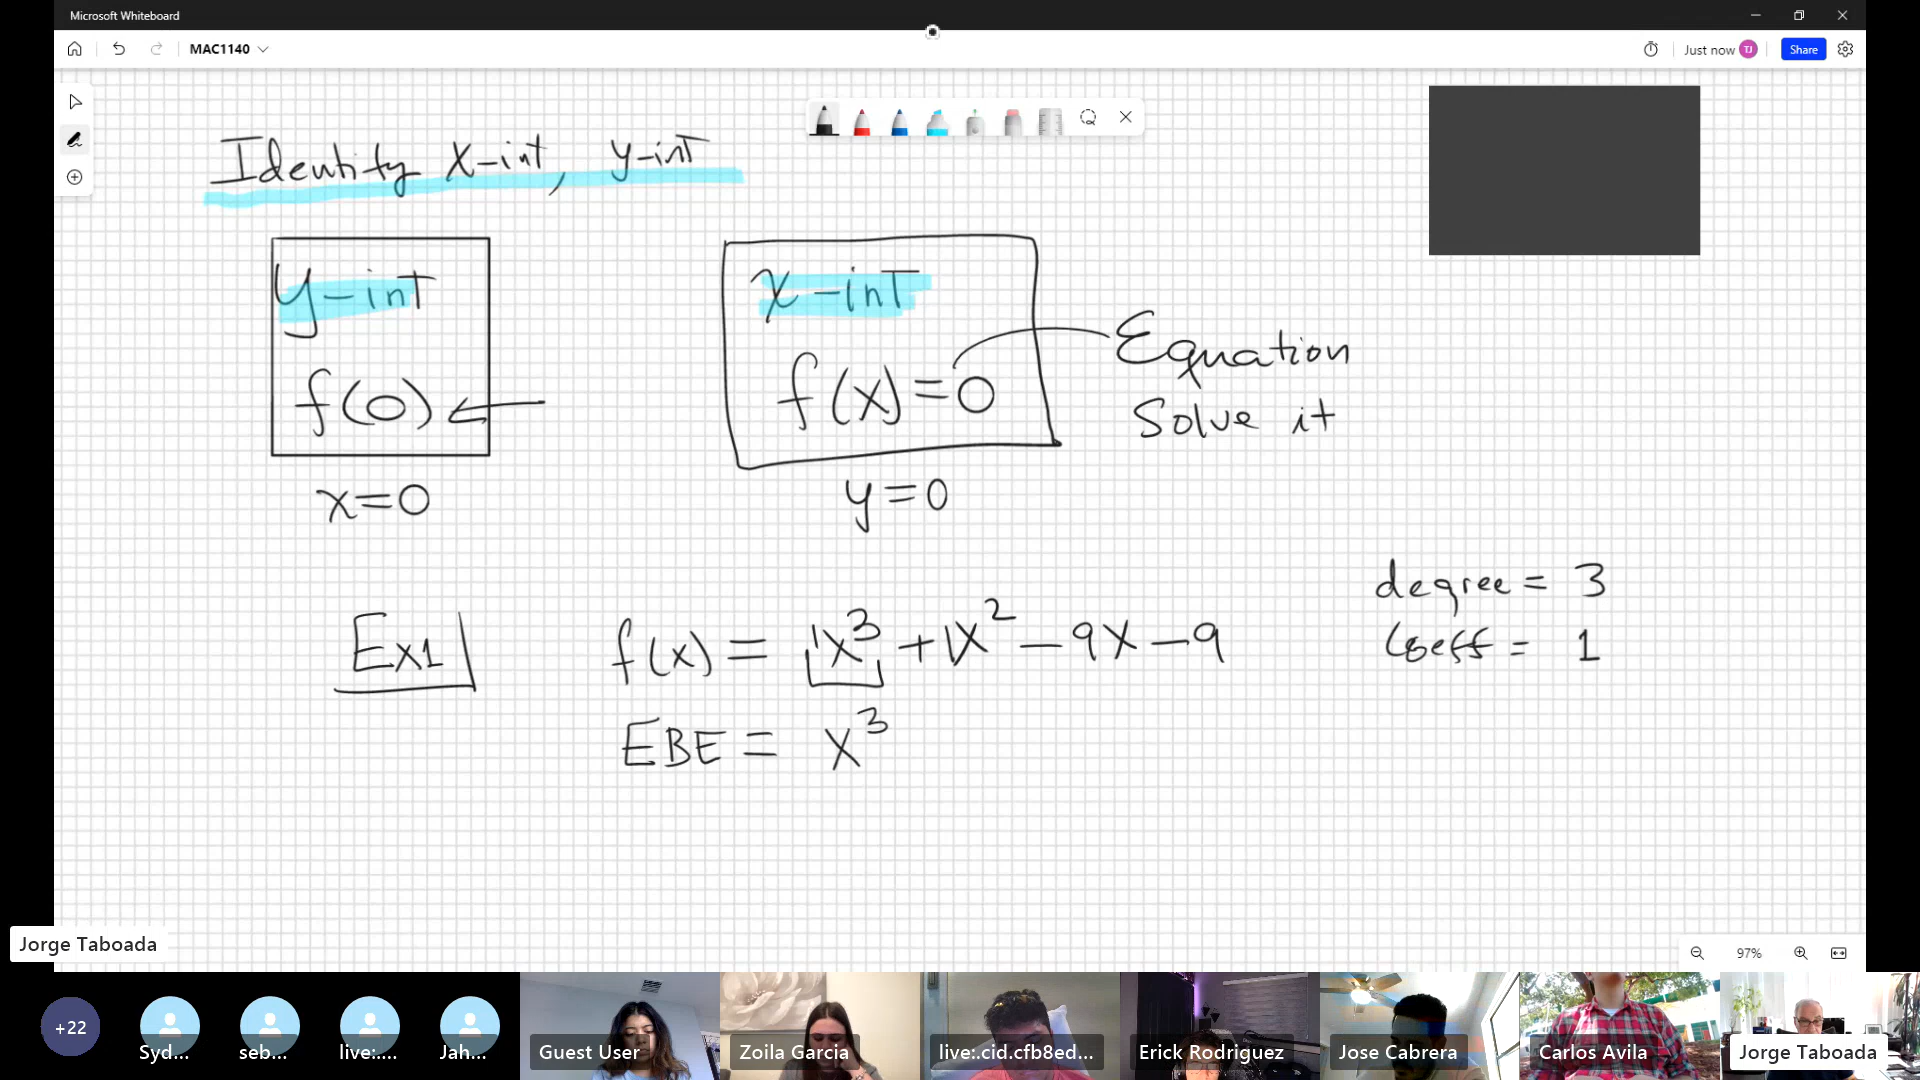 Microsoft Whiteboard
MAC1140
Just now TJ Share
Identity X-int, y-int
y-int
f(0)
x=0
x-int
f(x)=0
y=0
Equation
Solve it
degree = 3
Coeff = 1
Ex1
f(x) = 1x³ + 1x² - 9x - 9
EBE = x³
Jorge Taboada
97%
+22
Syd...
seb...
live:....
Jah...
Guest User
Zoila Garcia
live:.cid.cfb8ed...
Erick Rodriguez
Jose Cabrera
Carlos Avila
Jorge Taboada